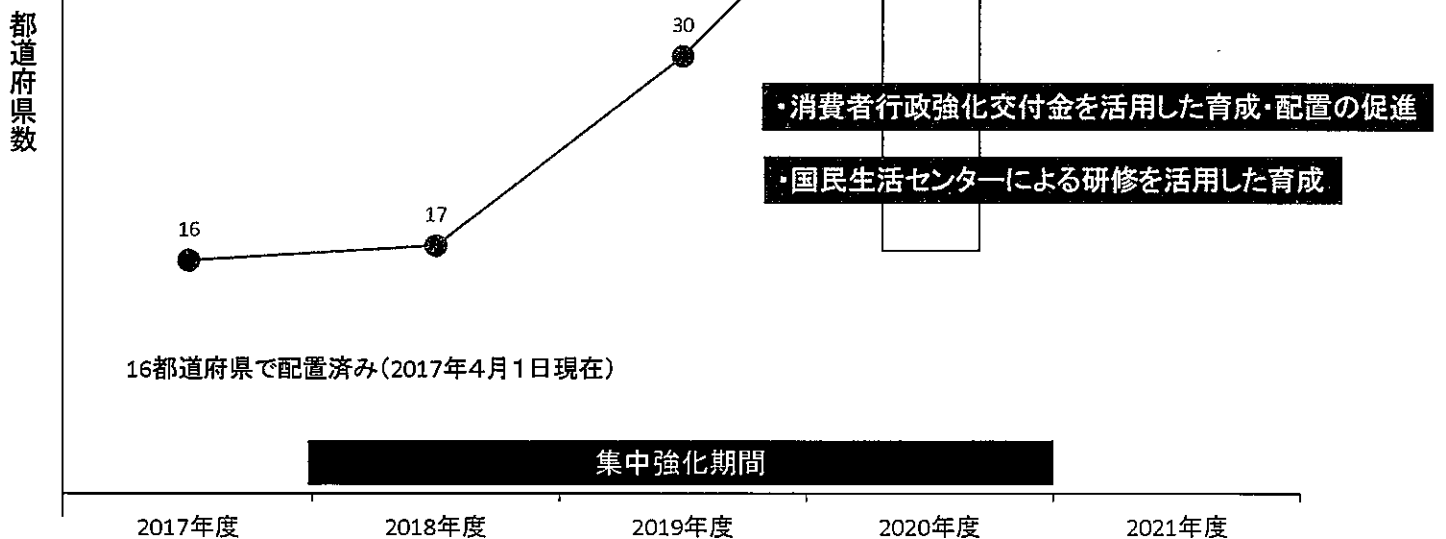 都道府県数
30
・消費者行政強化交付金を活用した育成・配置の促進
・国民生活センターによる研修を活用した育成
17
16
16都道府県で配置済み（2017年４月１日現在）
集中強化期間
2017年度 2018年度 2019年度 2020年度 2021年度